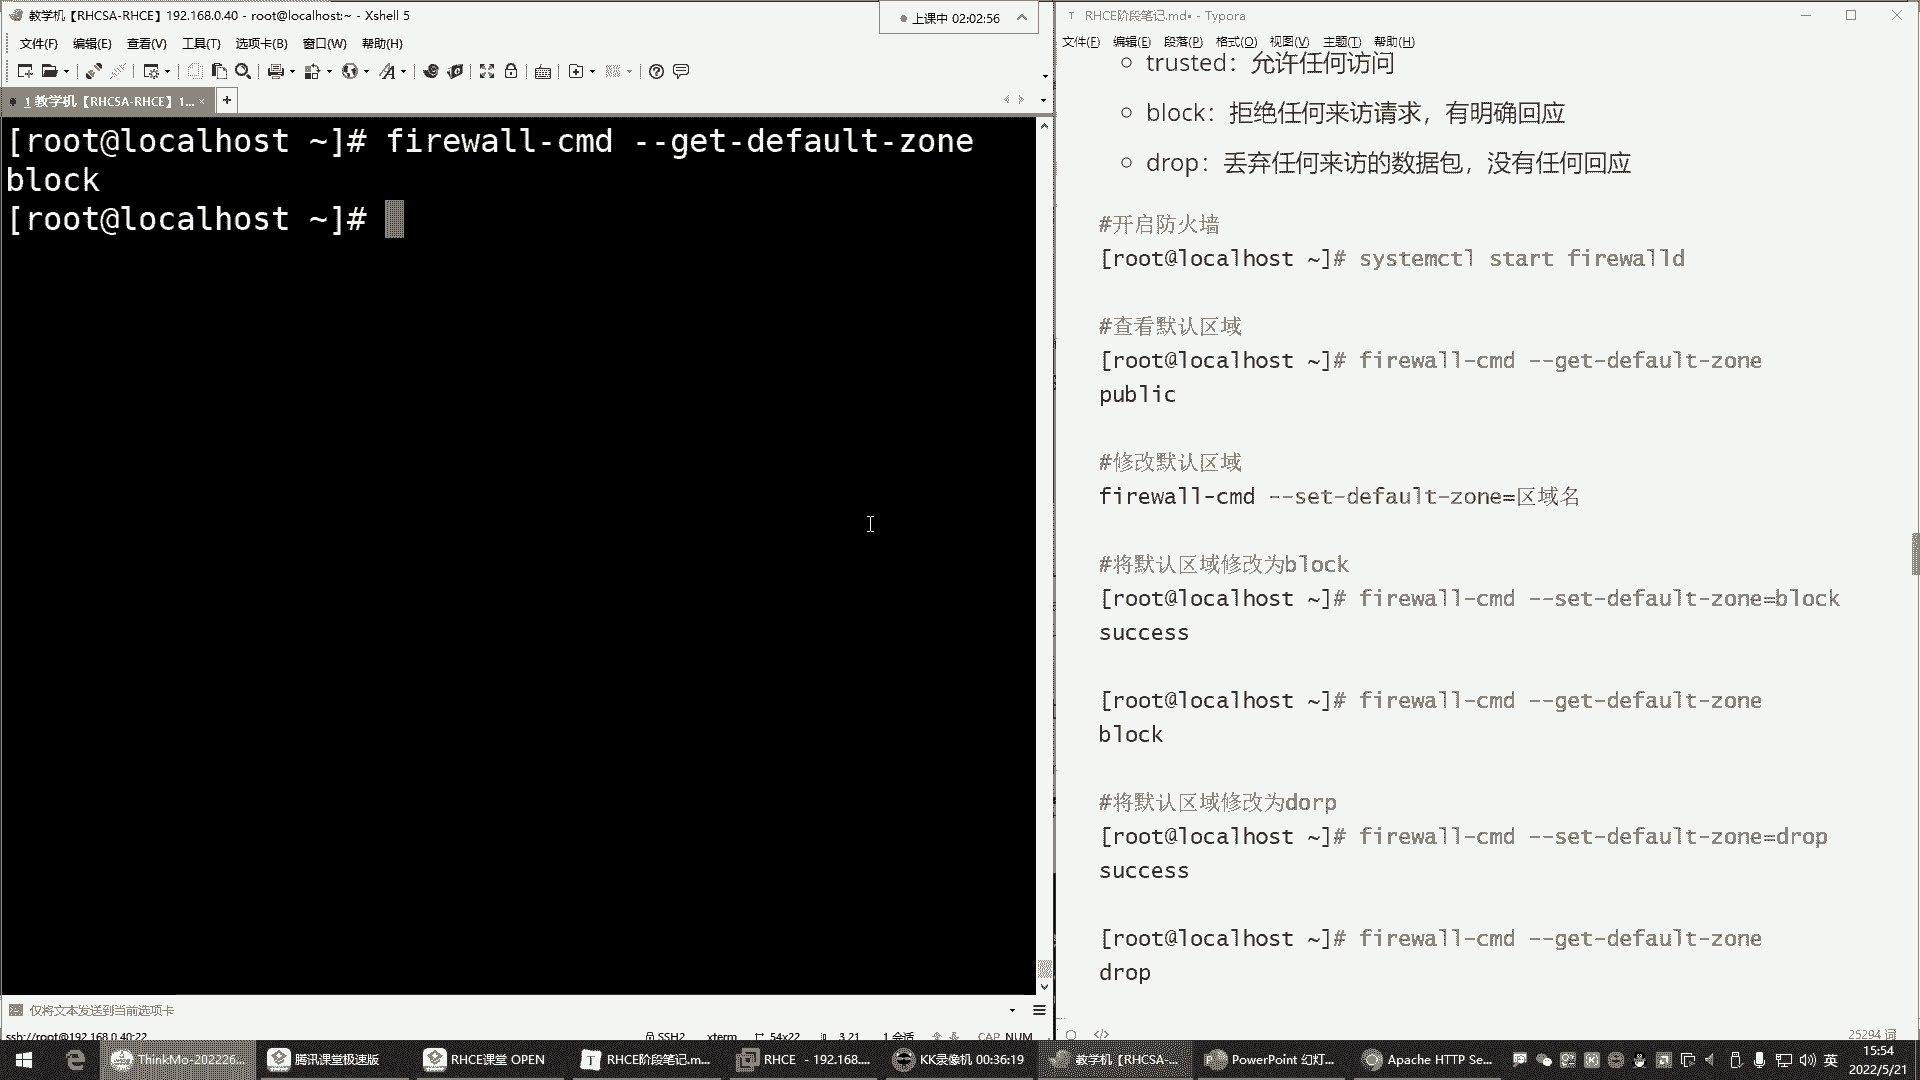 教学机【RHCSA-RHCE】192.168.0.40 - root@localhost:~ - Xshell 5
上课中 02:02:56
文件(F) 编辑(E) 查看(V) 工具(T) 选项卡(B) 窗口(W) 帮助(H)
1 教学机【RHCSA-RHCE】1...
[root@localhost ~]# firewall-cmd --get-default-zone
block
[root@localhost ~]#
仅将文本发送到当前选项卡
ssh://root@192.168.0.40:22 SSH2 xterm 54x22 3,21 1 会话 CAP NUM
RHCE阶段笔记.md• - Typora
文件(F) 编辑(E) 段落(P) 格式(O) 视图(V) 主题(T) 帮助(H)
trusted：允许任何访问
block：拒绝任何来访请求，有明确回应
drop：丢弃任何来访的数据包，没有任何回应
#开启防火墙
[root@localhost ~]# systemctl start firewalld
#查看默认区域
[root@localhost ~]# firewall-cmd --get-default-zone
public
#修改默认区域
firewall-cmd --set-default-zone=区域名
#将默认区域修改为block
[root@localhost ~]# firewall-cmd --set-default-zone=block
success
[root@localhost ~]# firewall-cmd --get-default-zone
block
#将默认区域修改为dorp
[root@localhost ~]# firewall-cmd --set-default-zone=drop
success
[root@localhost ~]# firewall-cmd --get-default-zone
drop
25294 词
ThinkMo-202226... 腾讯课堂极速版 RHCE课堂 OPEN RHCE阶段笔记.m... RHCE - 192.168.... KK录像机 00:36:19 教学机【RHCSA-... PowerPoint 幻灯... Apache HTTP Se... 英 15:54
2022/5/21